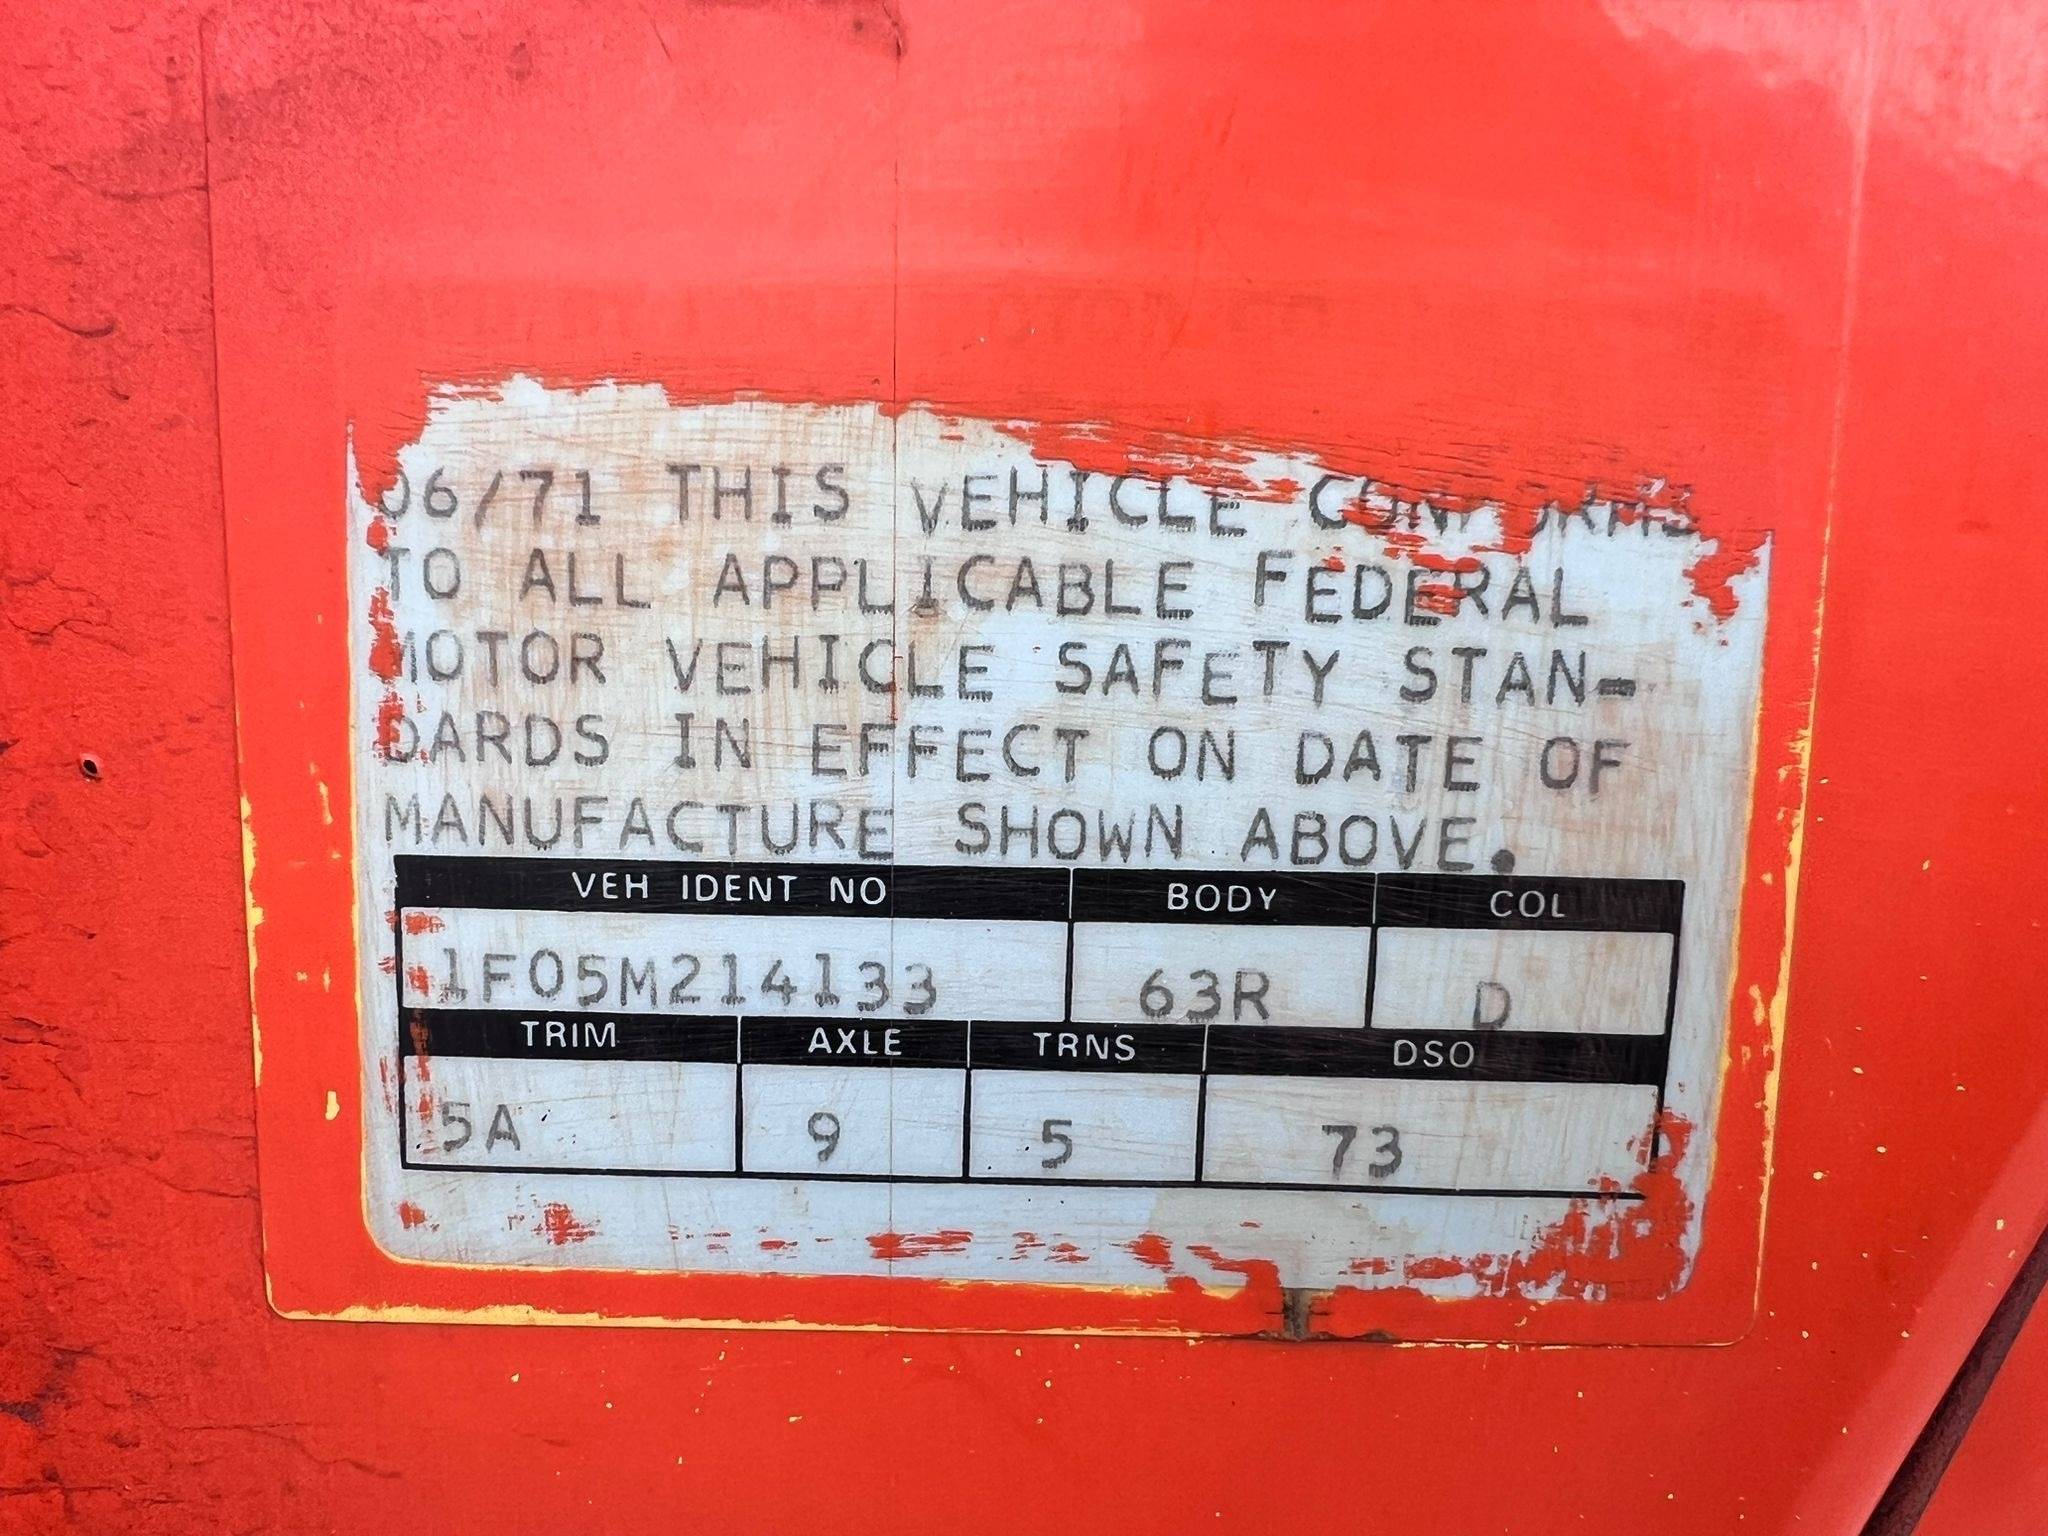 06/71 THIS VEHICLE CONFORMS
TO ALL APPLICABLE FEDERAL
MOTOR VEHICLE SAFETY STAN-
DARDS IN EFFECT ON DATE OF
MANUFACTURE SHOWN ABOVE.
VEH IDENT NO BODY COL
1F05M214133 63R D
TRIM AXLE TRNS DSO
5A 9 5 73